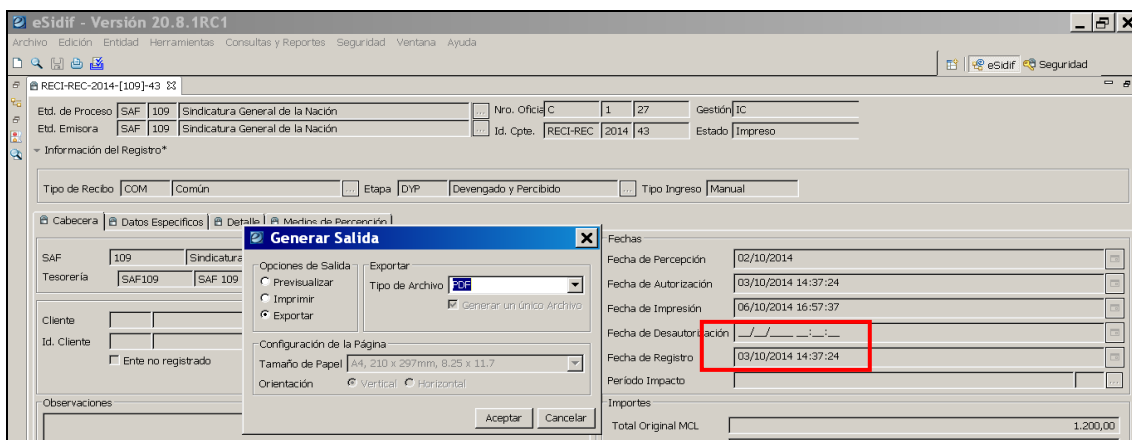 eSidif - Versión 20.8.1RC1
Archivo Edición Entidad Herramientas Consultas y Reportes Seguridad Ventana Ayuda
eSidif Seguridad
RECI-REC-2014-[109]-43
Etd. de Proceso SAF 109 Sindicatura General de la Nación ... Nro. Oficial C 1 27 Gestión IC
Etd. Emisora SAF 109 Sindicatura General de la Nación ... Id. Cpte. RECI-REC 2014 43 Estado Impreso
Información del Registro*
Tipo de Recibo COM Común ... Etapa DYP Devengado y Percibido ... Tipo Ingreso Manual
Cabecera Datos Especificos Detalle Medios de Percepción
Generar Salida
Opciones de Salida
Previsualizar
Imprimir
Exportar
Exportar
Tipo de Archivo PDF
Generar un único Archivo
Configuración de la Página
Tamaño de Papel A4, 210 x 297mm, 8.25 x 11.7
Orientación Vertical Horizontal
Aceptar Cancelar
SAF 109 Sindicatura
Tesorería SAF109 SAF 109
Cliente
Id. Cliente
Ente no registrado
Observaciones
Fechas
Fecha de Percepción 02/10/2014
Fecha de Autorización 03/10/2014 14:37:24
Fecha de Impresión 06/10/2014 16:57:37
Fecha de Desautorización __/__/____ __:__:__
Fecha de Registro 03/10/2014 14:37:24
Período Impacto ...
Importes
Total Original MCL 1.200,00